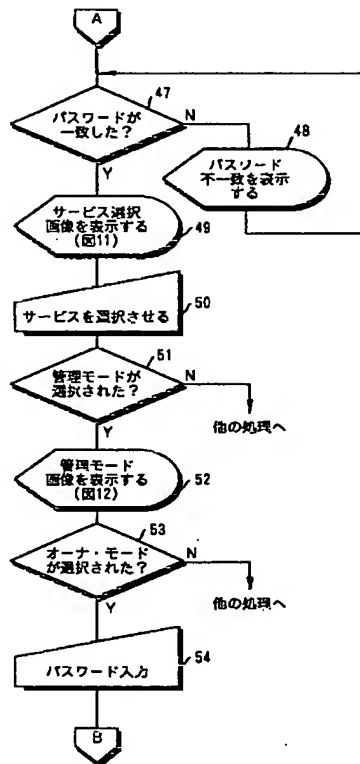 A
47
パスワードが
一致した?
N
Y
48
パスワード
不一致を表示
する
サービス選択
画像を表示する
(図11)
49
サービスを選択させる
50
51
管理モードが
選択された?
N
Y
他の処理へ
管理モード
画像を表示する
(図12)
52
53
オーナ・モード
が選択された?
N
Y
他の処理へ
パスワード入力
54
B